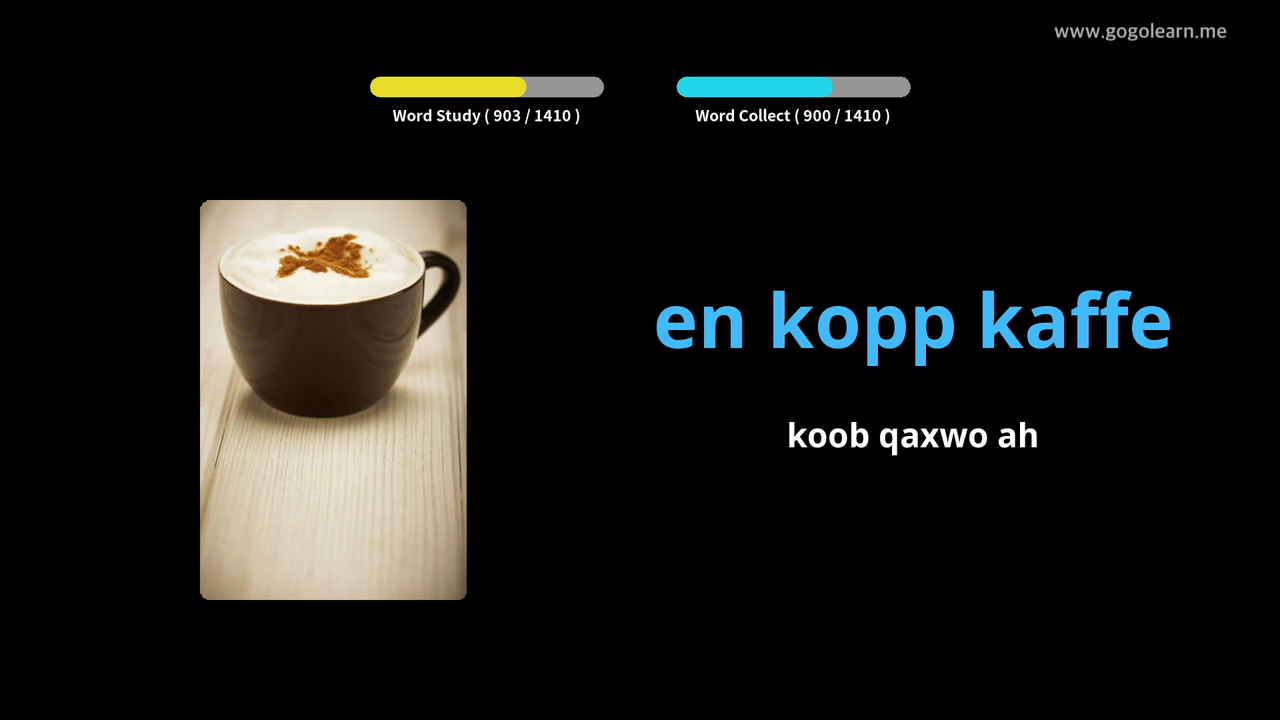 www.gogolearn.me
Word Study ( 903 / 1410 )
Word Collect ( 900 / 1410 )
en kopp kaffe
koob qaxwo ah